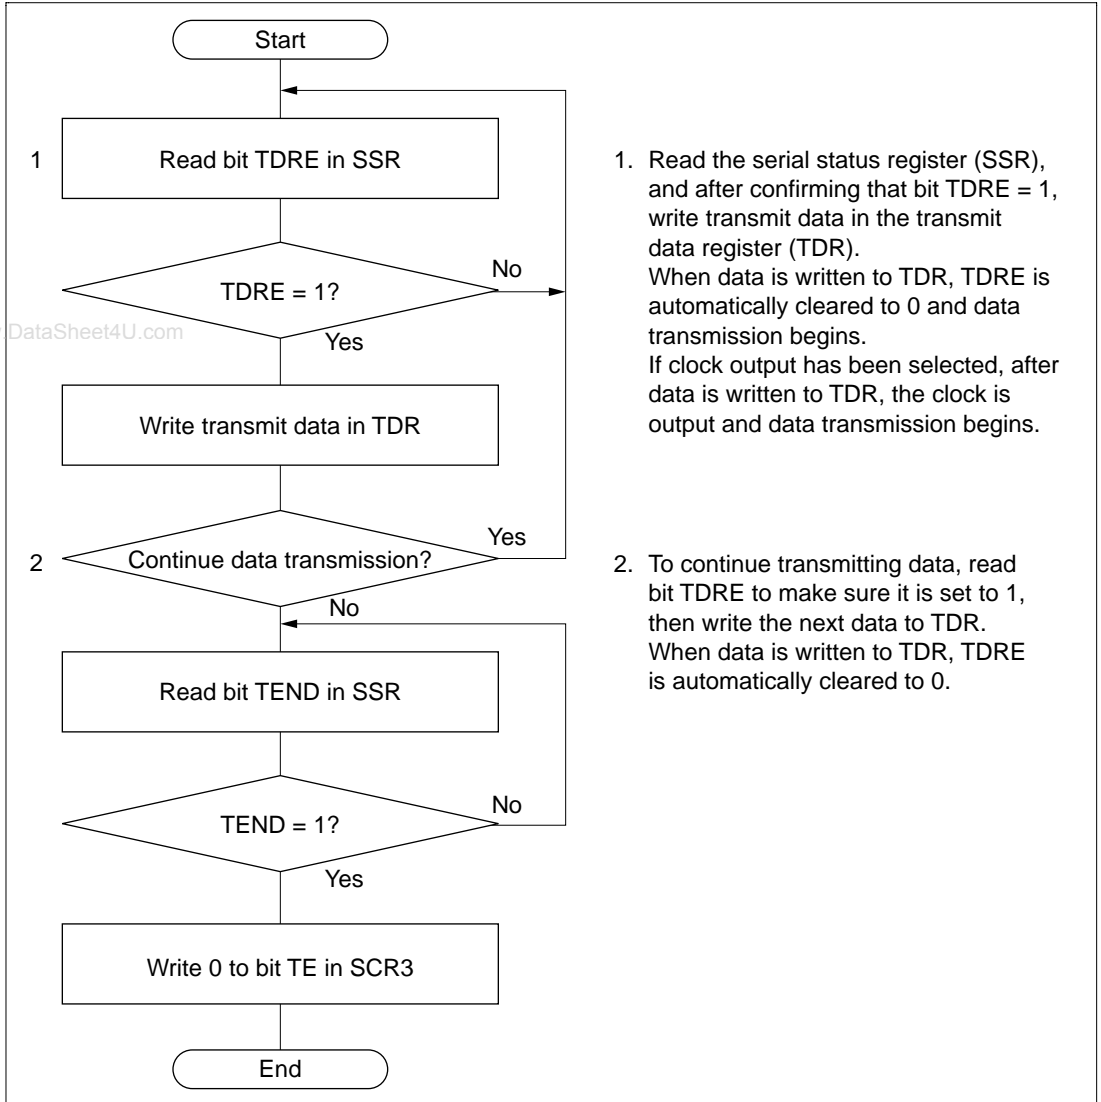 Start
1
Read bit TDRE in SSR
TDRE = 1?
No
Yes
Write transmit data in TDR
2
Continue data transmission?
Yes
No
Read bit TEND in SSR
TEND = 1?
No
Yes
Write 0 to bit TE in SCR3
End
1. Read the serial status register (SSR),
and after confirming that bit TDRE = 1,
write transmit data in the transmit
data register (TDR).
When data is written to TDR, TDRE is
automatically cleared to 0 and data
transmission begins.
If clock output has been selected, after
data is written to TDR, the clock is
output and data transmission begins.
2. To continue transmitting data, read
bit TDRE to make sure it is set to 1,
then write the next data to TDR.
When data is written to TDR, TDRE
is automatically cleared to 0.
.DataSheet4U.com